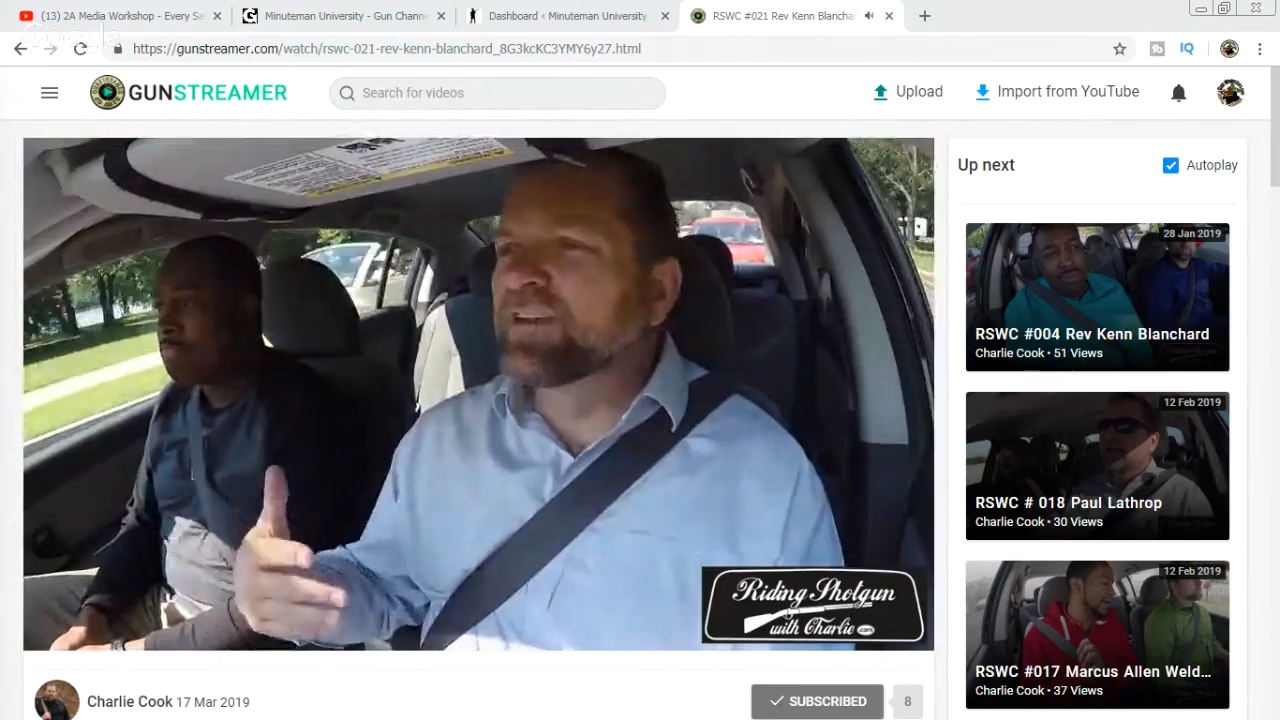 (13) 2A Media Workshop - Every Sin
Minuteman University - Gun Channe
Dashboard ‹ Minuteman University -
RSWC #021 Rev Kenn Blancha
https://gunstreamer.com/watch/rswc-021-rev-kenn-blanchard_8G3kcKC3YMY6y27.html
IQ
GUNSTREAMER
Search for videos
Upload
Import from YouTube
Up next
Autoplay
28 Jan 2019
RSWC #004 Rev Kenn Blanchard
Charlie Cook • 51 Views
12 Feb 2019
RSWC # 018 Paul Lathrop
Charlie Cook • 30 Views
12 Feb 2019
RSWC #017 Marcus Allen Weld...
Charlie Cook • 37 Views
Riding Shotgun
with Charlie.com
Charlie Cook 17 Mar 2019
SUBSCRIBED
8